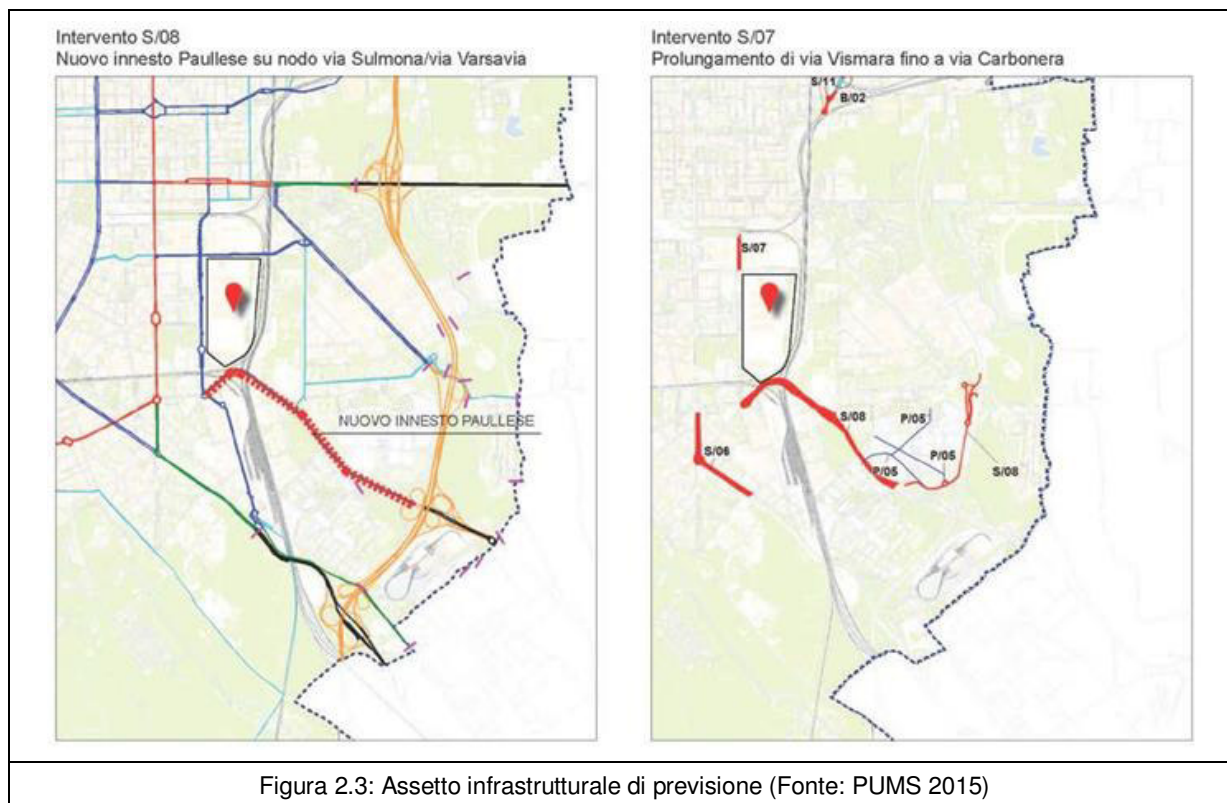 Intervento S/08
Nuovo innesto Paullese su nodo via Sulmona/via Varsavia
NUOVO INNESTO PAULLESE
Intervento S/07
Prolungamento di via Vismara fino a via Carbonera
S/11
B/02
S/07
S/08
P/05
S/06
P/05
P/05
S/08
Figura 2.3: Assetto infrastrutturale di previsione (Fonte: PUMS 2015)